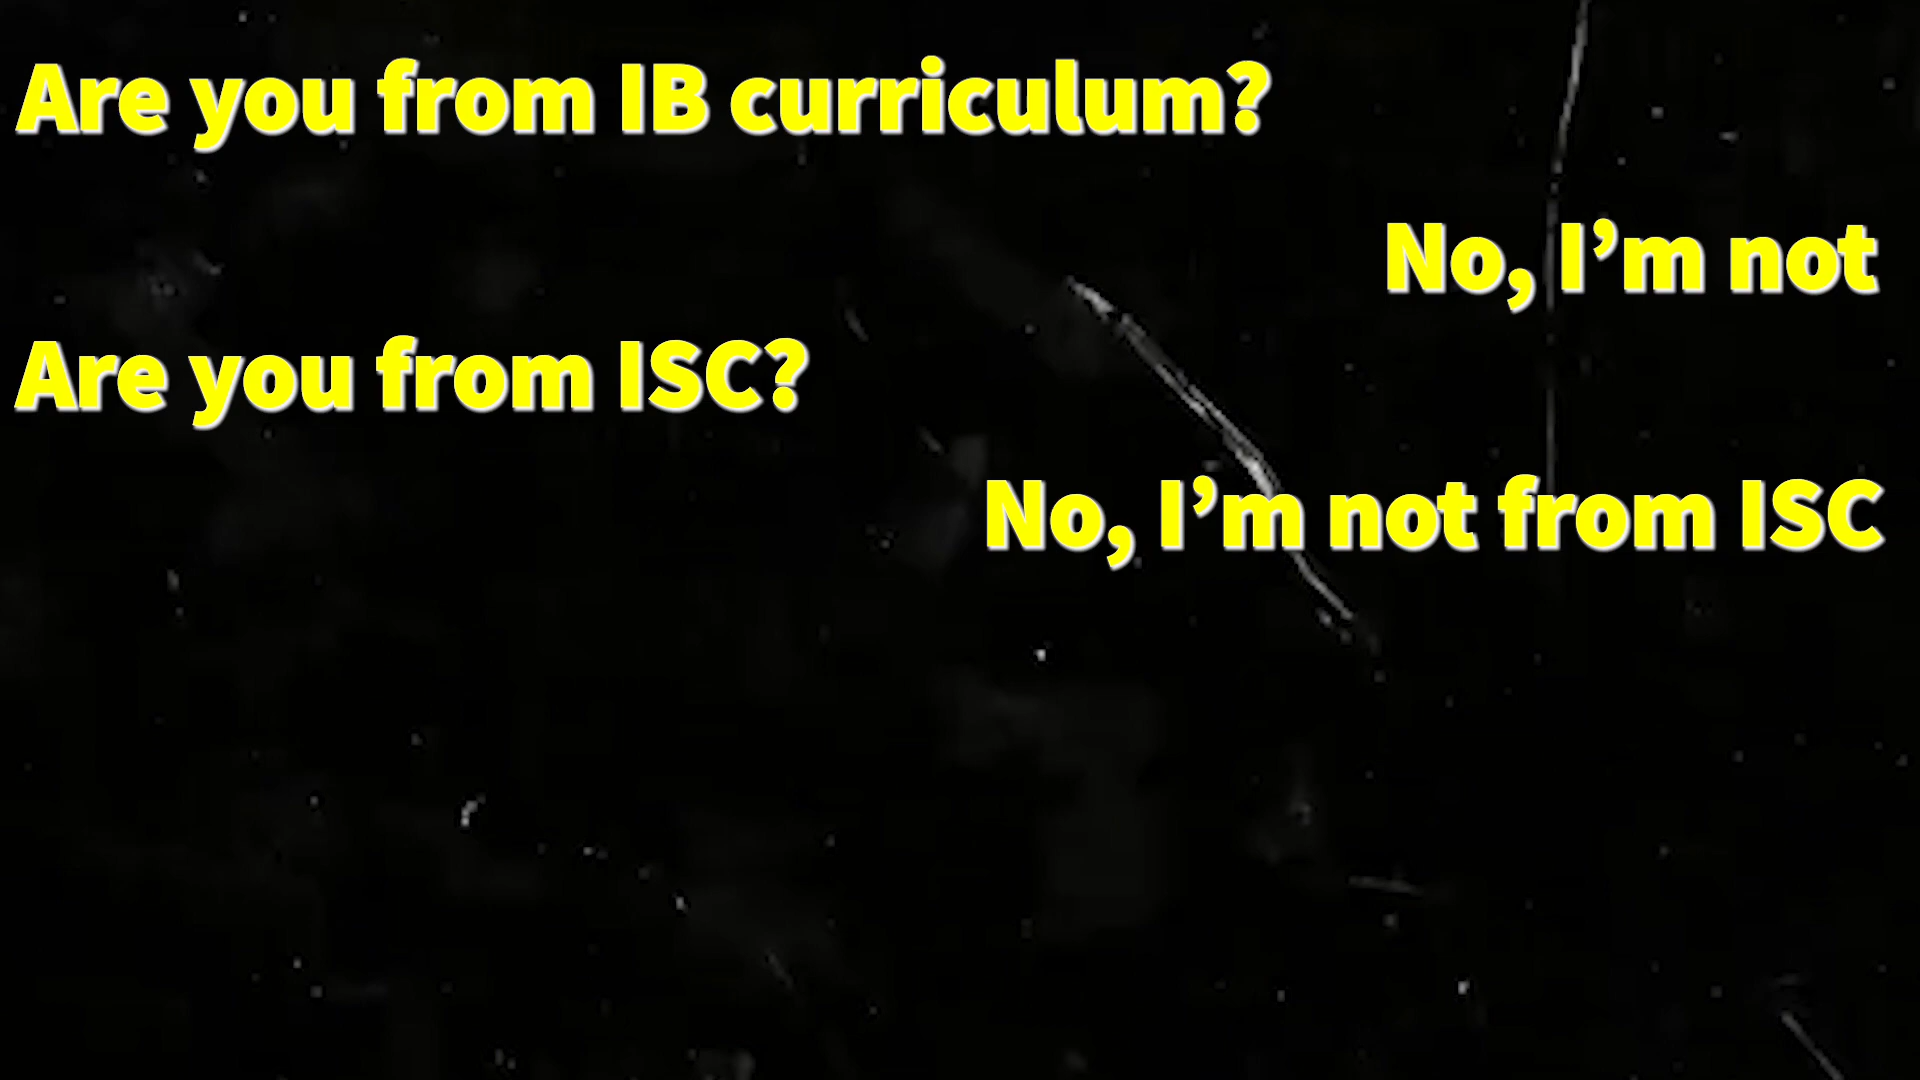 Are you from IB curriculum?
No, I’m not
Are you from ISC?
No, I’m not from ISC